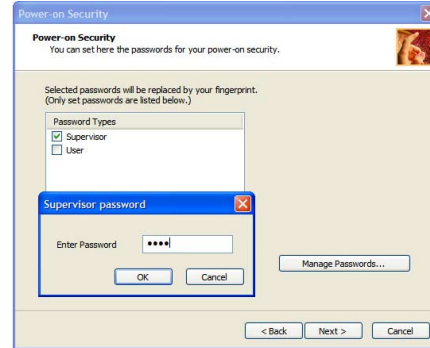 Power-on Security
Power-on Security
You can set here the passwords for your power-on security.
Selected passwords will be replaced by your fingerprint.
(Only set passwords are listed below.)
Password Types
Supervisor
User
Supervisor password
Enter Password ••••
OK Cancel
Manage Passwords...
< Back Next > Cancel